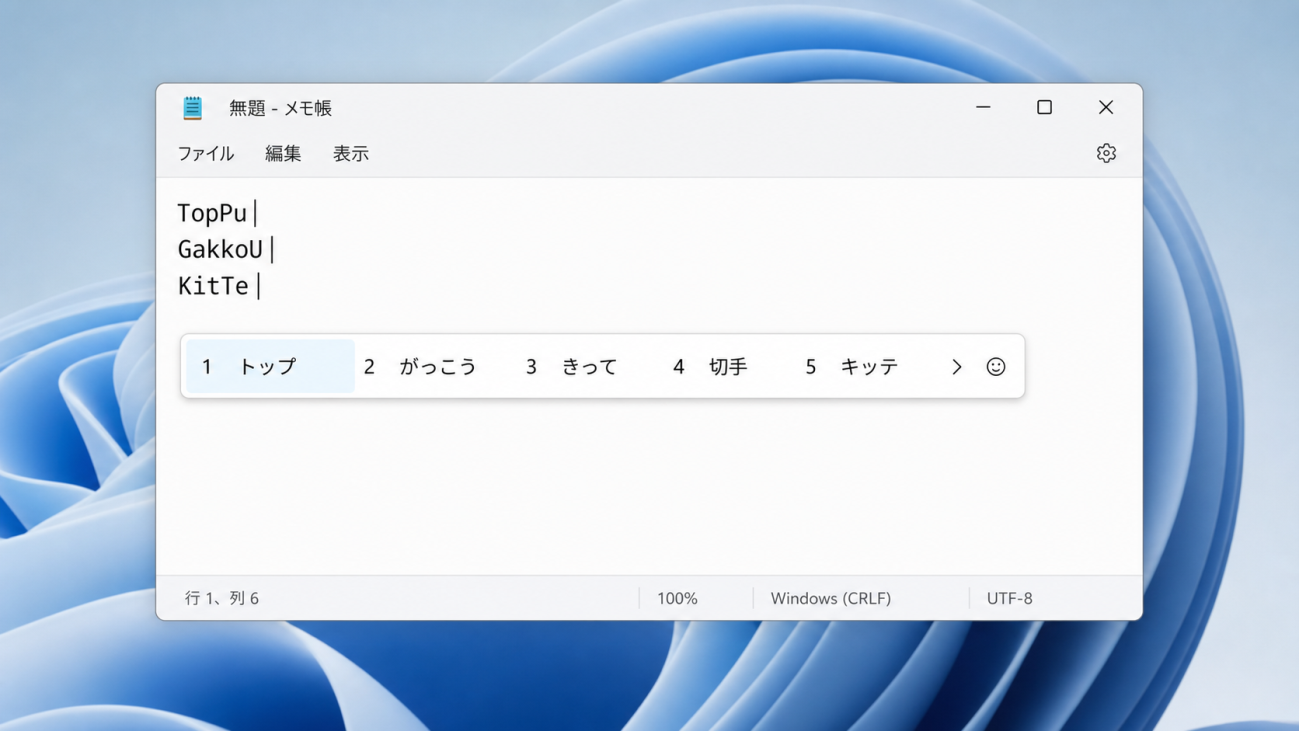 無題 - メモ帳
ファイル 編集 表示
TopPu
GakkoU
KitTe
1 トップ 2 がっこう 3 きって 4 切手 5 キッテ
行 1、列 6 100% Windows (CRLF) UTF-8